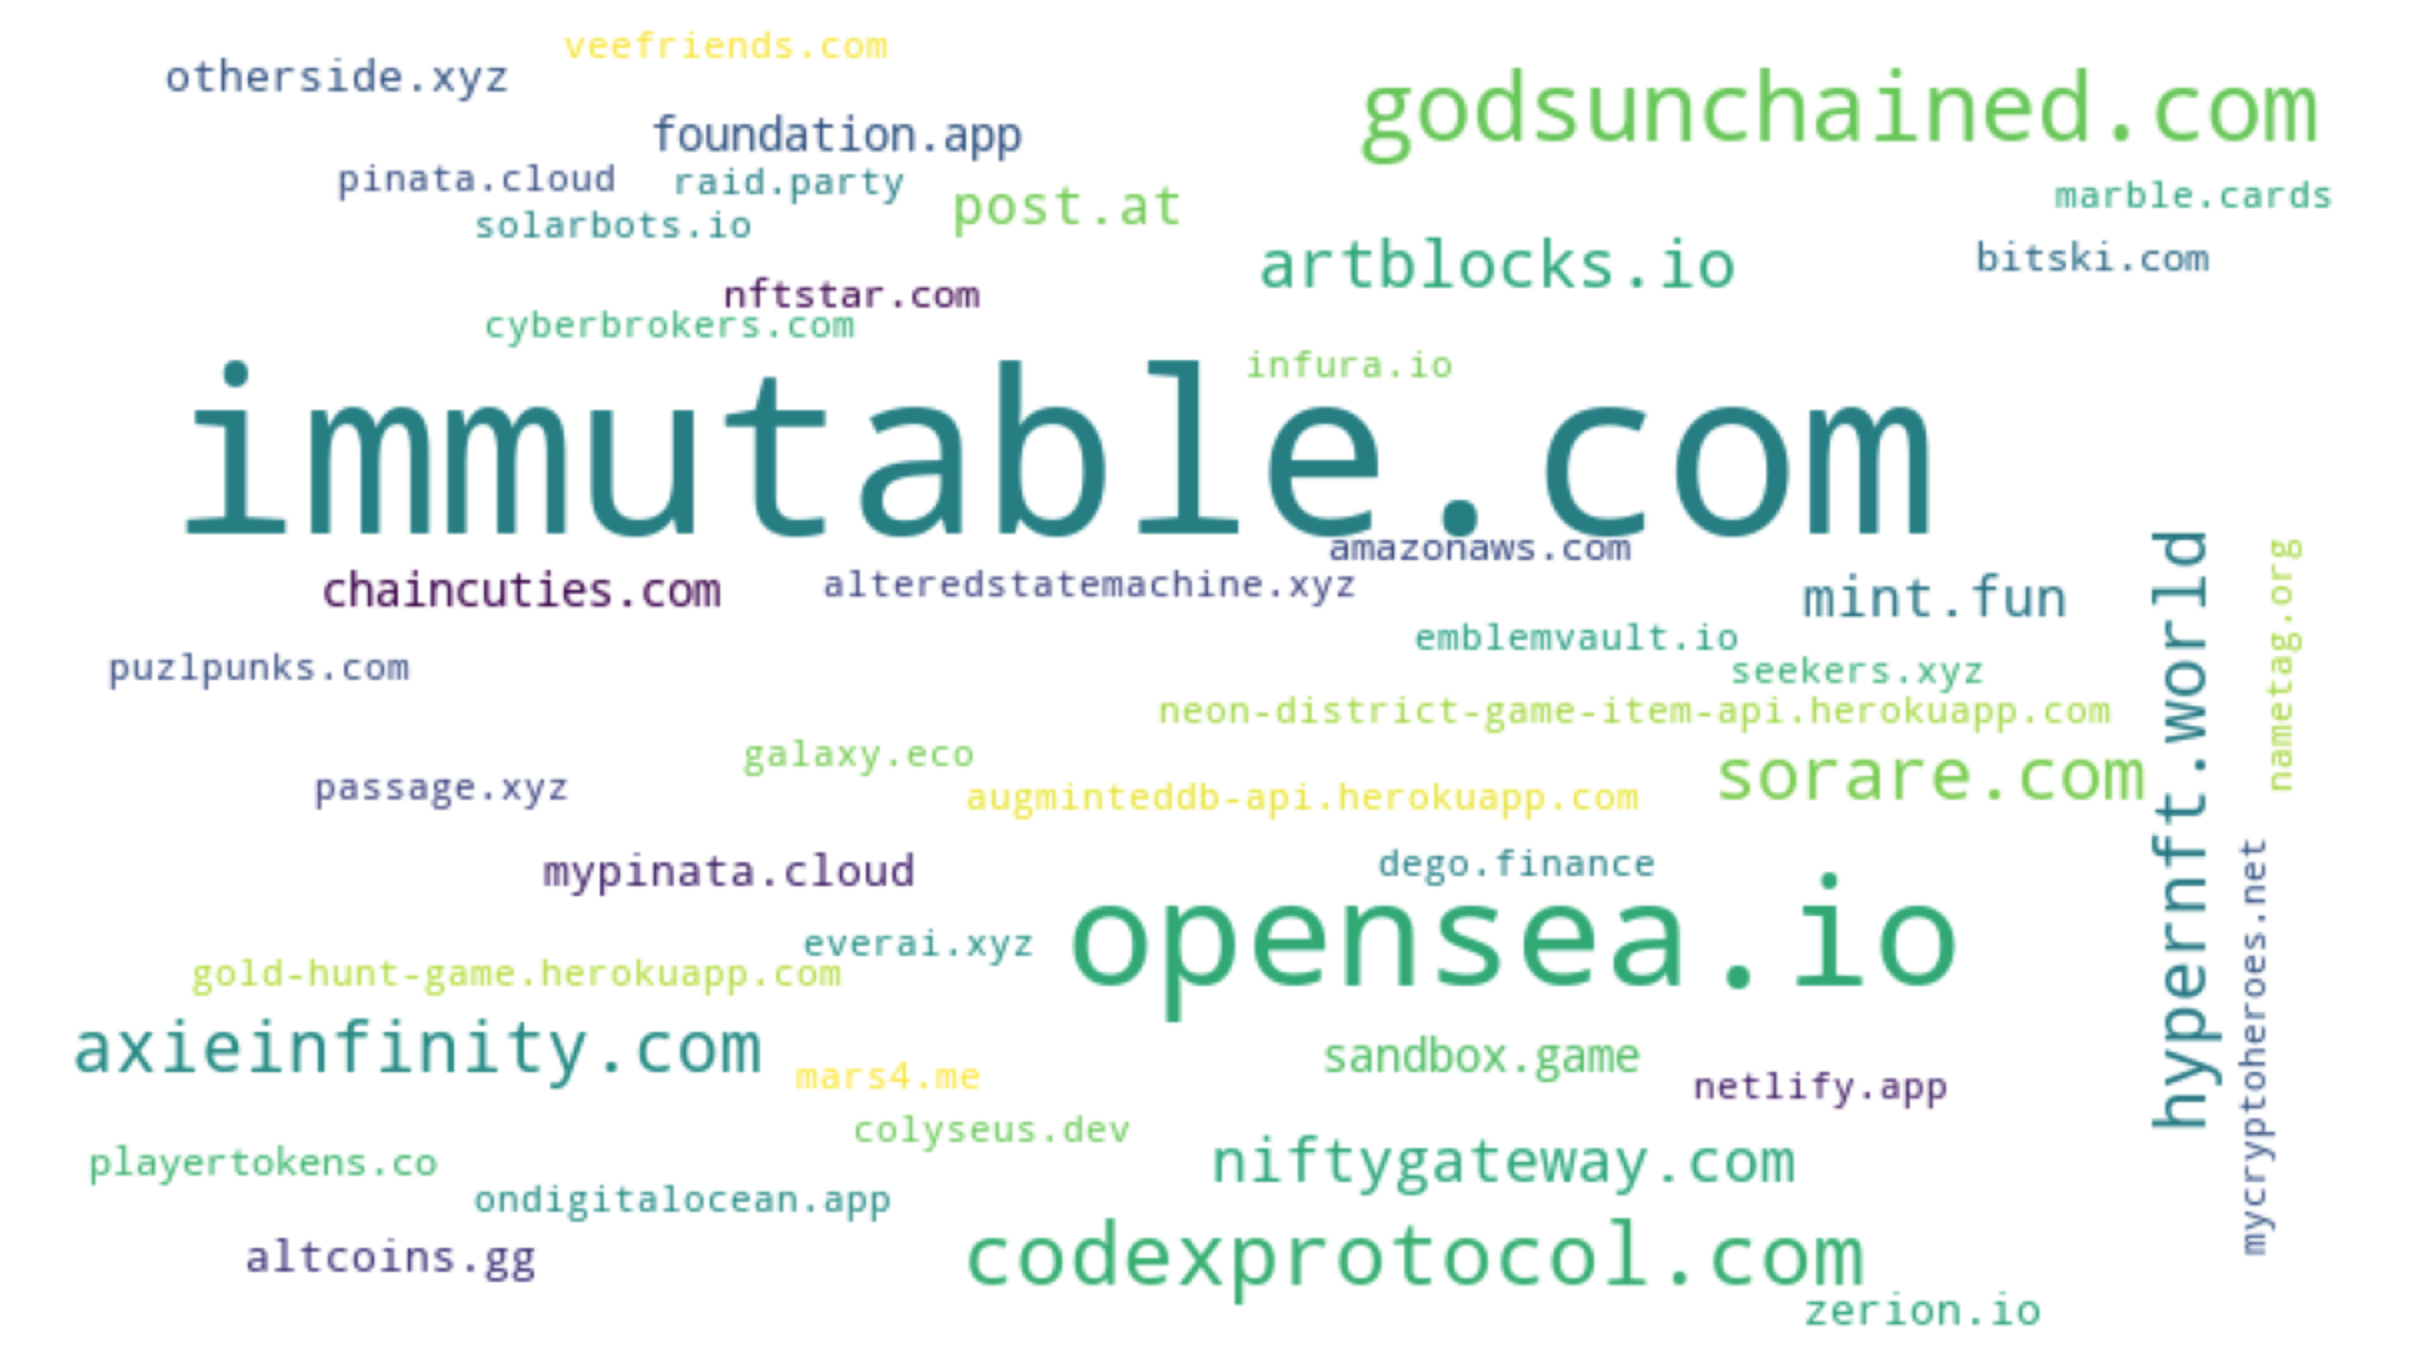 veefriends.com
otherside.xyz
godsunchained.com
foundation.app
pinata.cloud
raid.party
marble.cards
post.at
solarbots.io
artblocks.io
bitski.com
nftstar.com
cyberbrokers.com
infura.io
immutable.com
amazonaws.com
chaincuties.com
alteredstatemachine.xyz
mint.fun
hypernft.world
nametag.org
emblemvault.io
puzlpunks.com
seekers.xyz
neon-district-game-item-api.herokuapp.com
galaxy.eco
sorare.com
passage.xyz
augminteddb-api.herokuapp.com
mypinata.cloud
dego.finance
mycryptoheroes.net
everai.xyz
opensea.io
gold-hunt-game.herokuapp.com
axieinfinity.com
sandbox.game
mars4.me
netlify.app
colyseus.dev
playertokens.co
niftygateway.com
ondigitalocean.app
altcoins.gg
codexprotocol.com
zerion.io